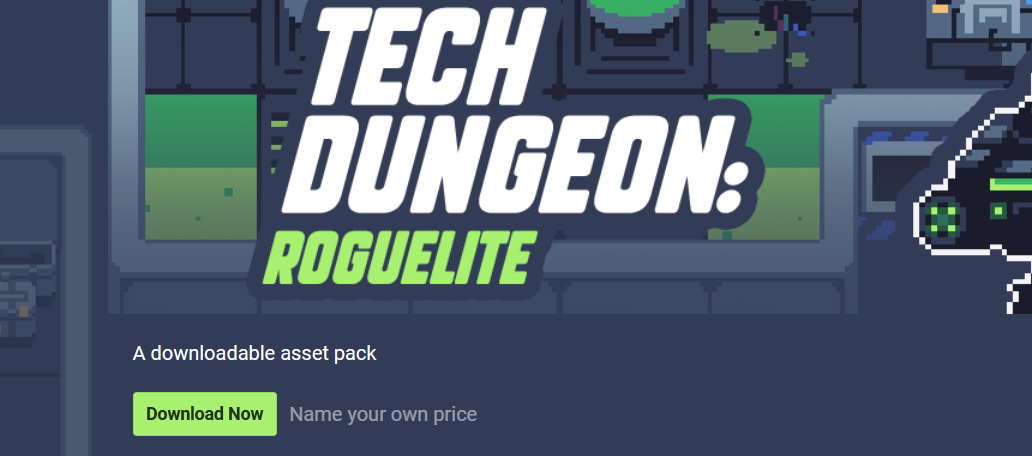 TECH
DUNGEON:
ROGUELITE
A downloadable asset pack
Download Now Name your own price